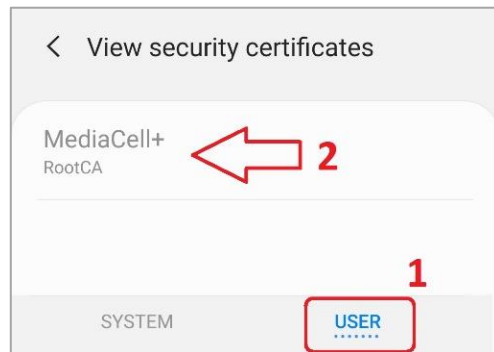 View security certificates
MediaCell+
RootCA
2
1
SYSTEM USER